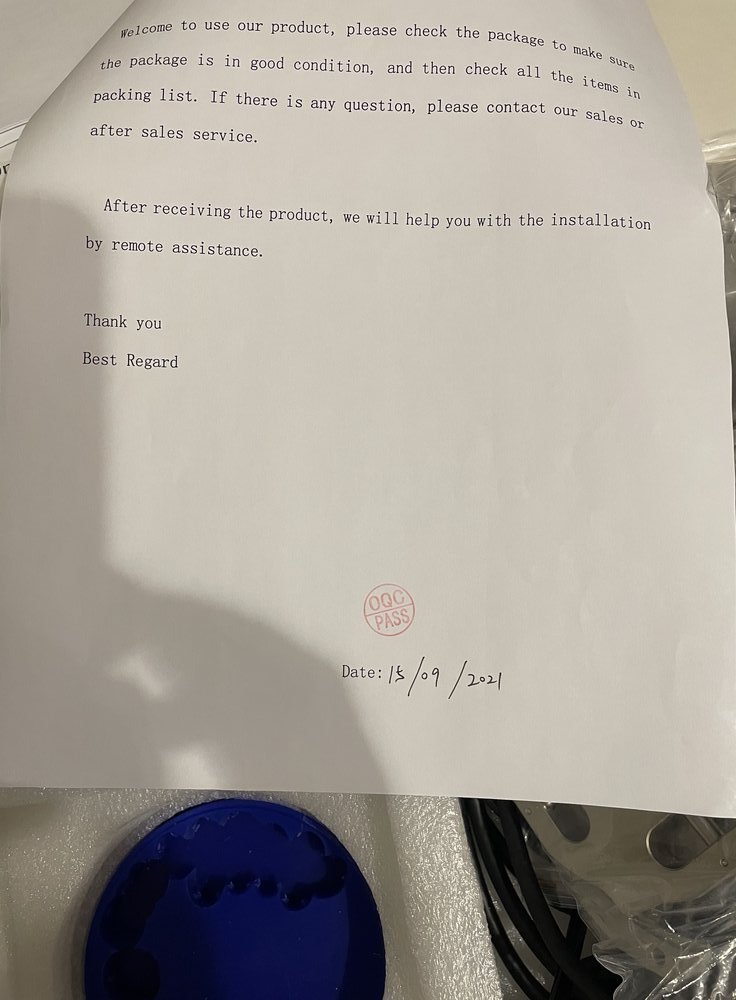 Welcome to use our product, please check the package to make sure
the package is in good condition, and then check all the items in
packing list. If there is any question, please contact our sales or
after sales service.
After receiving the product, we will help you with the installation
by remote assistance.
Thank you
Best Regard
OQC
PASS
Date: 15/09/2021